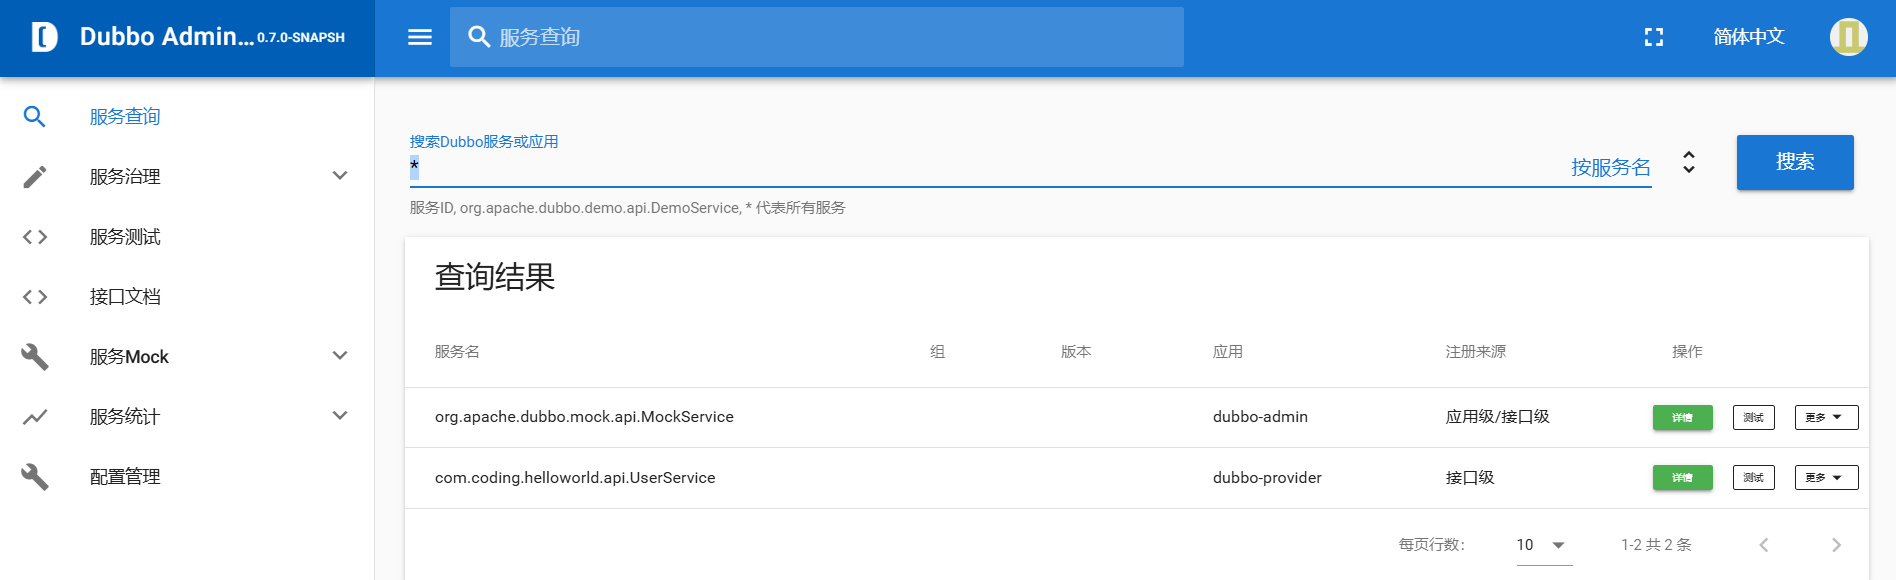 Dubbo Admin... 0.7.0-SNAPSH
服务查询
简体中文
服务查询
服务治理
服务测试
接口文档
服务Mock
服务统计
配置管理
搜索Dubbo服务或应用
* 按服务名
搜索
服务ID, org.apache.dubbo.demo.api.DemoService, * 代表所有服务
查询结果
服务名 组 版本 应用 注册来源 操作
org.apache.dubbo.mock.api.MockService dubbo-admin 应用级/接口级 详情 测试 更多
com.coding.helloworld.api.UserService dubbo-provider 接口级 详情 测试 更多
每页行数: 10 1-2 共 2 条